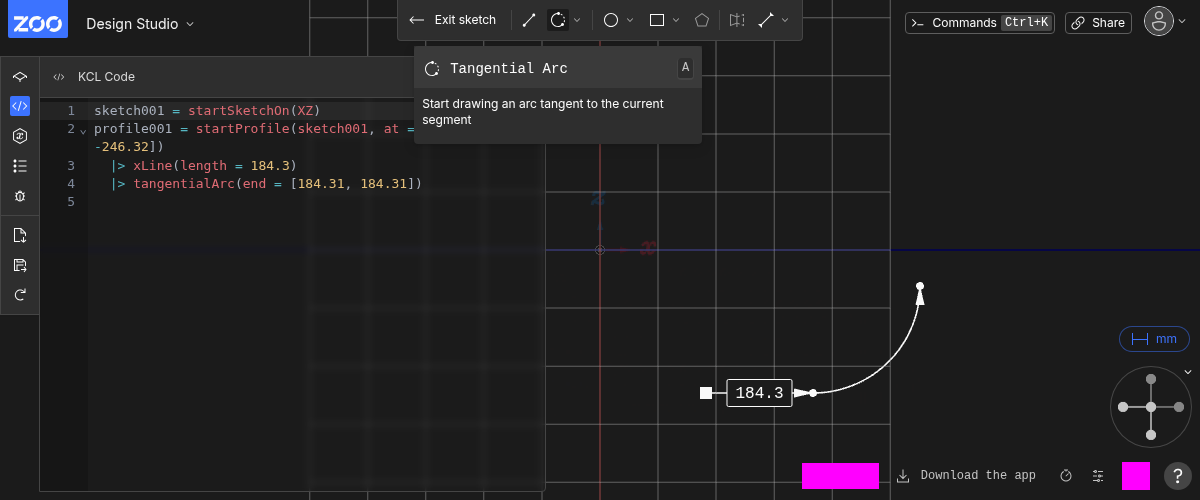 ZOO
Design Studio
Exit sketch
Commands Ctrl+K
Share
KCL Code
Tangential Arc
A
Start drawing an arc tangent to the current
segment
1 sketch001 = startSketchOn(XZ)
2 profile001 = startProfile(sketch001, at =
-246.32])
3 |> xLine(length = 184.3)
4 |> tangentialArc(end = [184.31, 184.31])
5
z
x
184.3
mm
Download the app
?